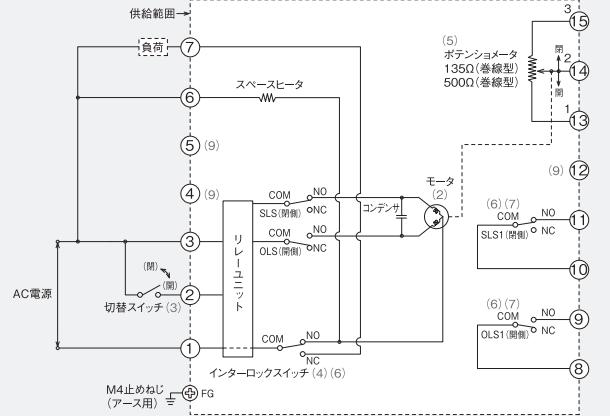 供給範囲
負荷
7
スペースヒータ
6
5 (9)
4 (9)
3
2
1
AC電源
(閉)
(開)
切替スイッチ(3)
M4止めねじ
(アース用)
FG
リレーユニット
COM
NO
SLS(閉側)
NC
COM
NO
OLS(開側)
NC
COM
NO
NC
インターロックスイッチ(4)(6)
コンデンサ
モータ
(2)
(5)
ポテンショメータ
135Ω(巻線型)
500Ω(巻線型)
3
15
閉
2
14
開
1
13
(9) 12
(6)(7)
COM
NO
11
SLS1(閉側)
NC
10
(6)(7)
COM
NO
9
OLS1(開側)
NC
8